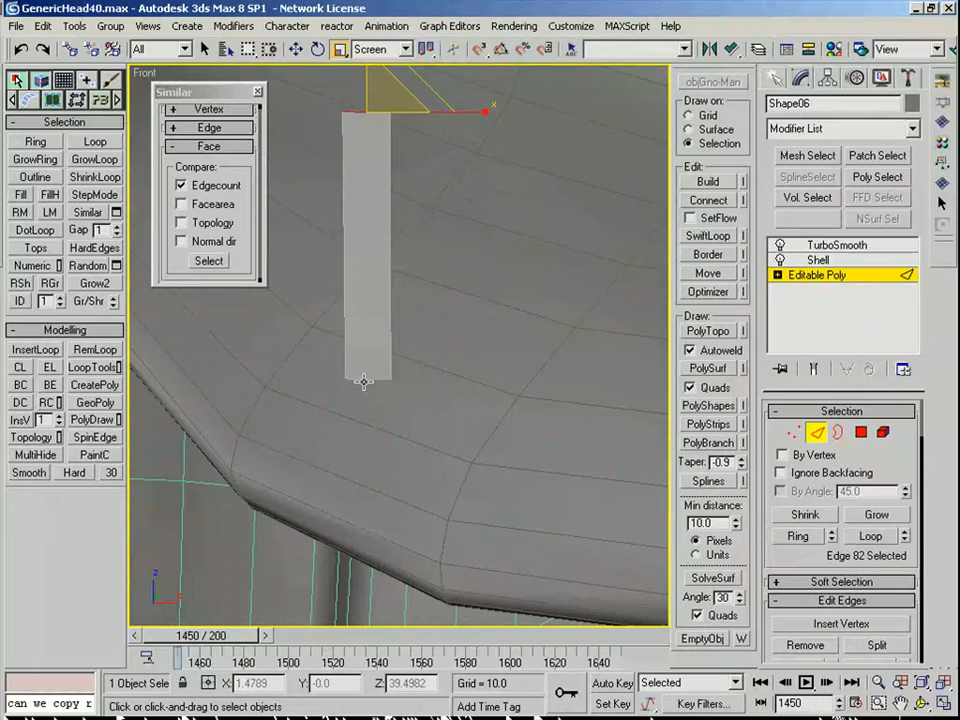 GenericHead40.max - Autodesk 3ds Max 8 SP1 - Network License
File Edit Tools Group Views Create Modifiers Character reactor Animation Graph Editors Rendering Customize MAXScript Help
All Screen View
Front
Similar
+ Vertex
+ Edge
- Face
Compare:
Edgecount
Facearea
Topology
Normal dir
Select
- Selection
Ring Loop
GrowRing GrowLoop
Outline ShrinkLoop
Fill FillH StepMode
RM LM Similar
DotLoop Gap 1
Tops HardEdges
Numeric Random
RSh RGr Grow2
ID 1 Gr/Shr
- Modelling
InsertLoop RemLoop
CL EL LoopTools
BC BE CreatePoly
DC RC GeoPoly
InsV 1 PolyDraw
Topology SpinEdge
MultiHide PaintC
Smooth Hard 30
x
z
objGno-Man
Draw on:
Grid
Surface
Selection
Edit:
Build
Connect
SetFlow
SwiftLoop
Border
Move
Optimizer
Draw:
PolyTopo
Autoweld
PolySurf
Quads
PolyShapes
PolyStrips
PolyBranch
Taper: -0.9
Splines
Min distance:
10.0
Pixels
Units
SolveSurf
Angle: 30
Quads
EmptyObj W
Shape06
Modifier List
Mesh Select Patch Select
SplineSelect Poly Select
Vol. Select FFD Select
NSurf Sel
TurboSmooth
Shell
Editable Poly
- Selection
By Vertex
Ignore Backfacing
By Angle: 45.0
Shrink Grow
Ring Loop
Edge 82 Selected
+ Soft Selection
- Edit Edges
Insert Vertex
Remove Split
< 1450 / 200 >
1460 1480 1500 1520 1540 1560 1580 1600 1620 1640
1 Object Sele X: 1.4789 Y: -0.0 Z: 39.4982 Grid = 10.0 Auto Key Selected
can we copy r Click or click-and-drag to select objects Add Time Tag Set Key Key Filters... 1450